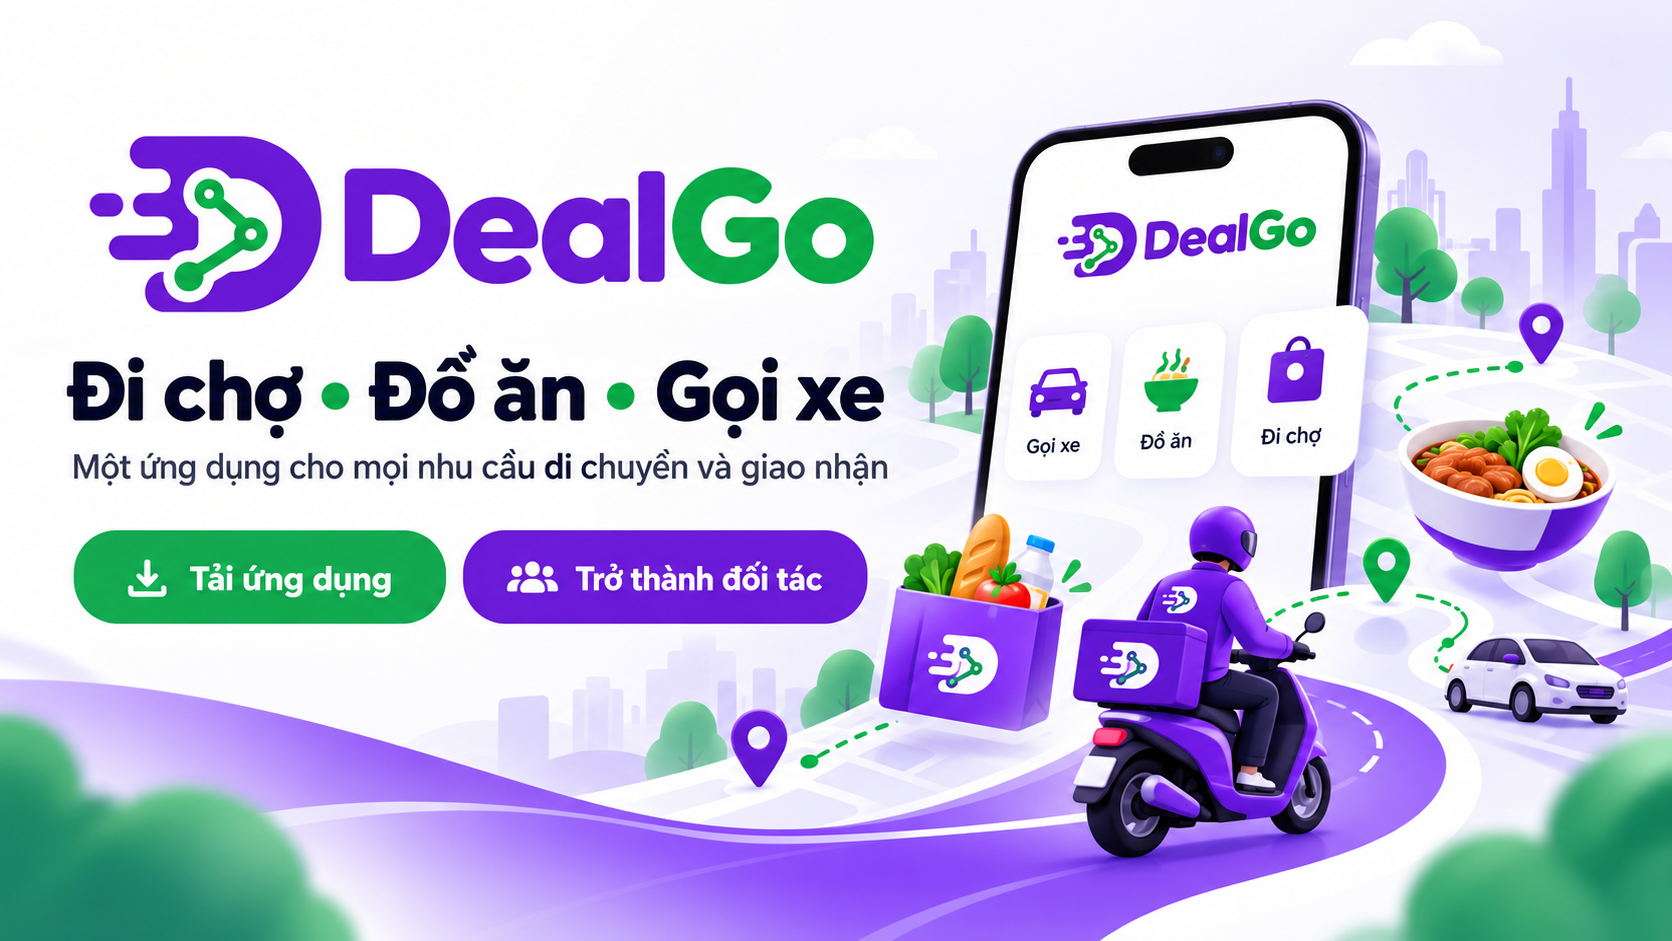 DealGo
Đi chợ • Đồ ăn • Gọi xe
Một ứng dụng cho mọi nhu cầu di chuyển và giao nhận
Tải ứng dụng
Trở thành đối tác
DealGo
Gọi xe
Đồ ăn
Đi chợ